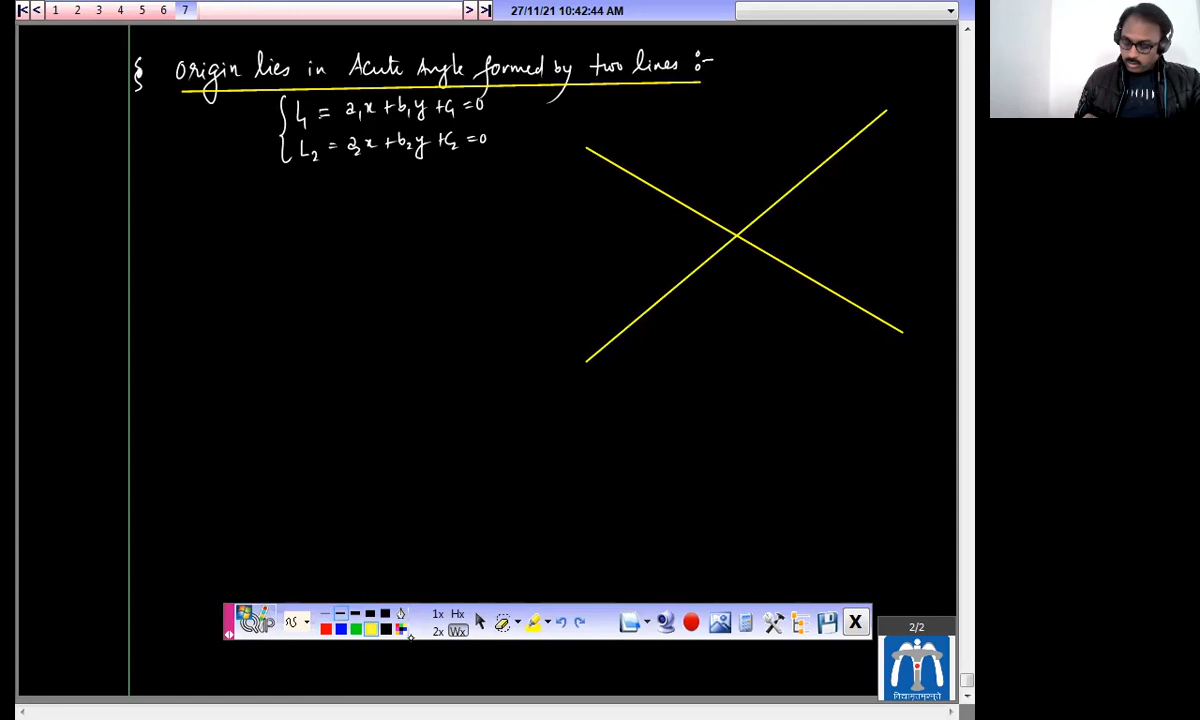 |< < 1 2 3 4 5 6 7 > >| 27/11/21 10:42:44 AM
§ Origin lies in Acute Angle formed by two lines :-
L₁ = a₁x + b₁y + c₁ = 0
L₂ = a₂x + b₂y + c₂ = 0
1x Hx
2x Wx
X
2/2